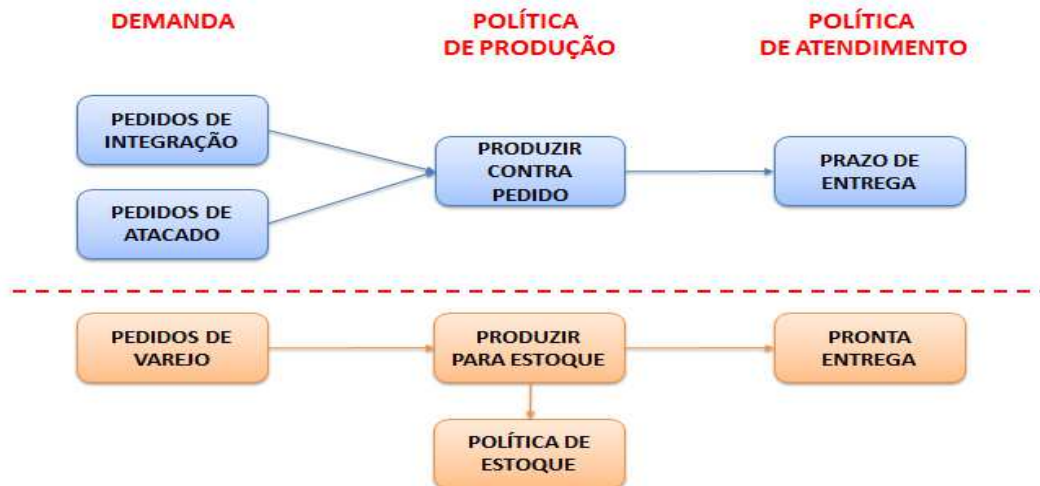 DEMANDA
POLÍTICA
DE PRODUÇÃO
POLÍTICA
DE ATENDIMENTO
PEDIDOS DE
INTEGRAÇÃO
PEDIDOS DE
ATACADO
PRODUZIR
CONTRA
PEDIDO
PRAZO DE
ENTREGA
PEDIDOS DE
VAREJO
PRODUZIR
PARA ESTOQUE
PRONTA
ENTREGA
POLÍTICA DE
ESTOQUE